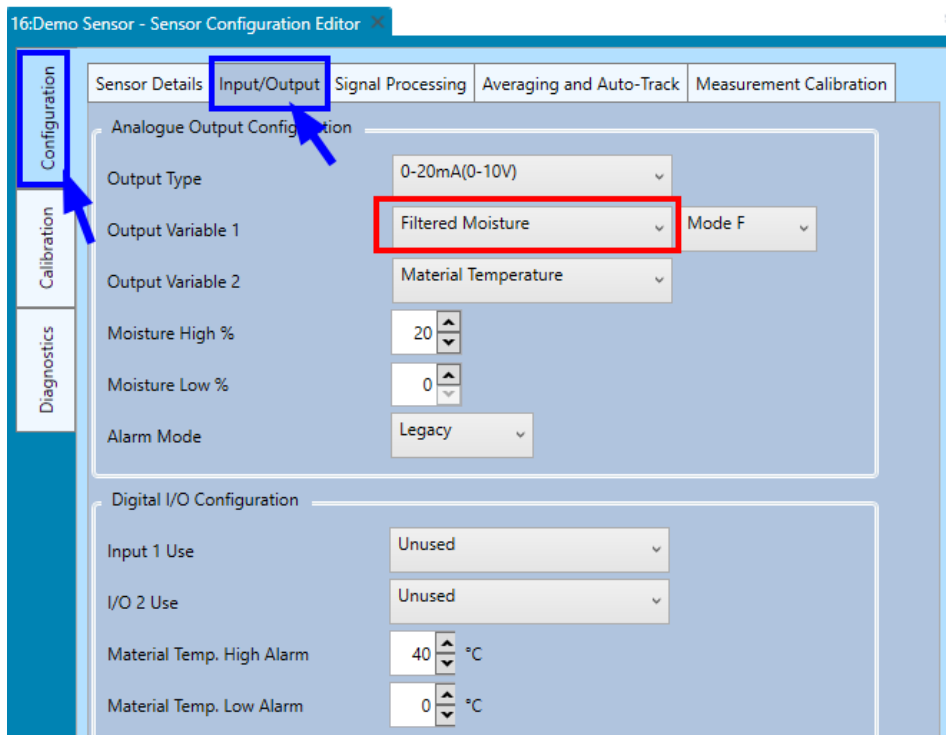 16:Demo Sensor - Sensor Configuration Editor
Configuration
Calibration
Diagnostics
Sensor Details Input/Output Signal Processing Averaging and Auto-Track Measurement Calibration
Analogue Output
Output Type 0-20mA(0-10V)
Output Variable 1 Filtered Moisture Mode F
Output Variable 2 Material Temperature
Moisture High % 20
Moisture Low % 0
Alarm Mode Legacy
Digital I/O Configuration
Input 1 Use Unused
I/O 2 Use Unused
Material Temp. High Alarm 40 °C
Material Temp. Low Alarm 0 °C